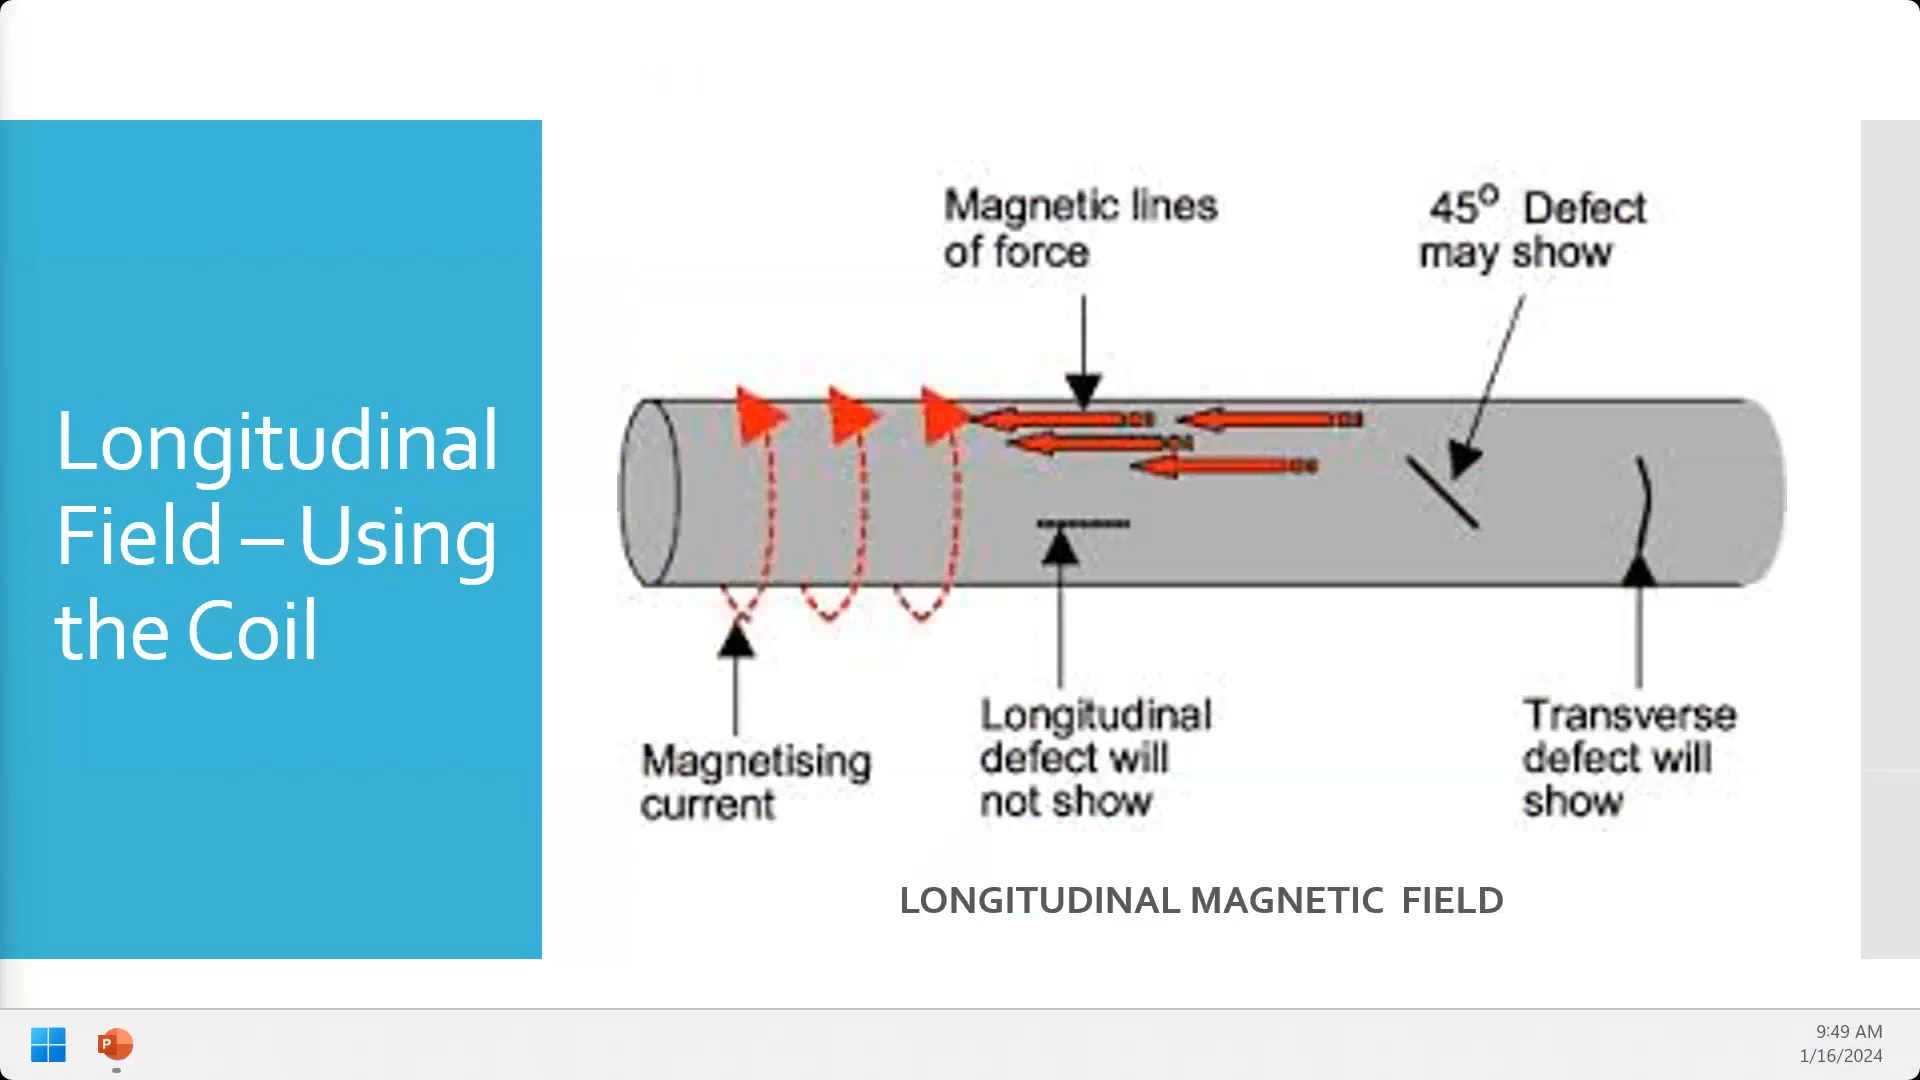 Longitudinal
Field – Using
the Coil
Magnetic lines
of force
45° Defect
may show
Magnetising
current
Longitudinal
defect will
not show
Transverse
defect will
show
LONGITUDINAL MAGNETIC FIELD
P
9:49 AM
1/16/2024